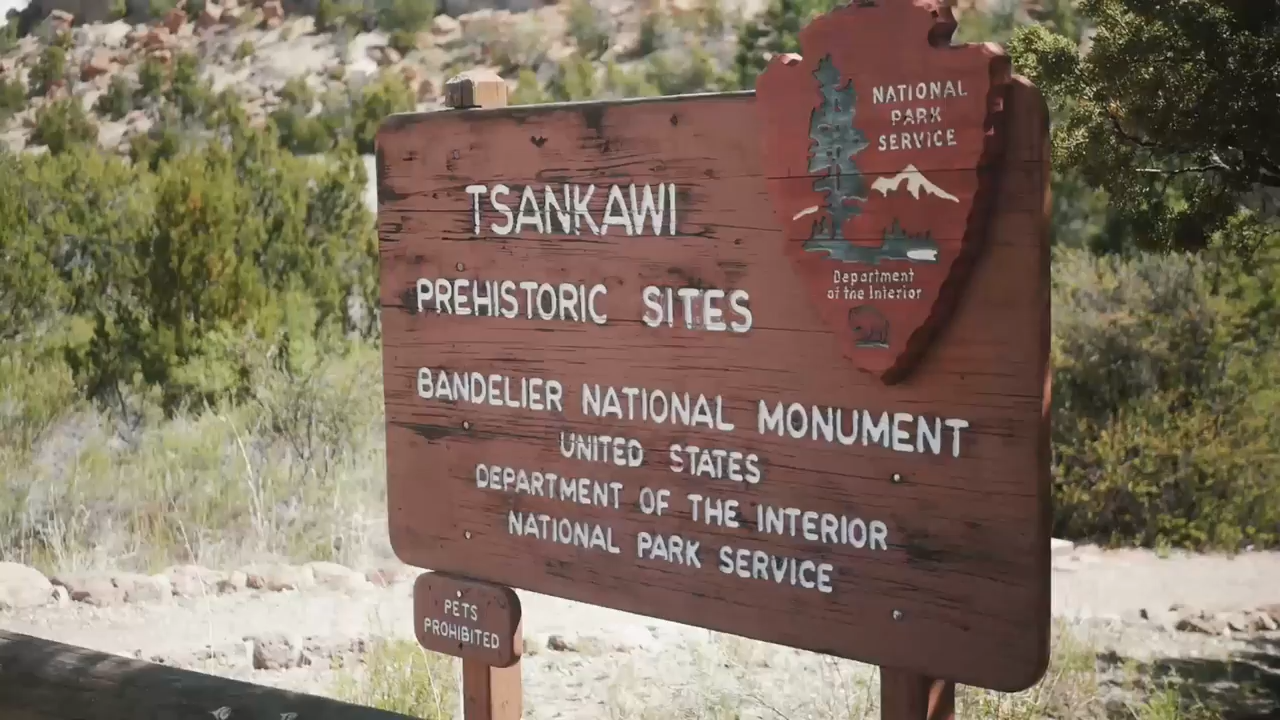 NATIONAL
PARK
SERVICE
Department
of the Interior
TSANKAWI
PREHISTORIC SITES
BANDELIER NATIONAL MONUMENT
UNITED STATES
DEPARTMENT OF THE INTERIOR
NATIONAL PARK SERVICE
PETS
PROHIBITED